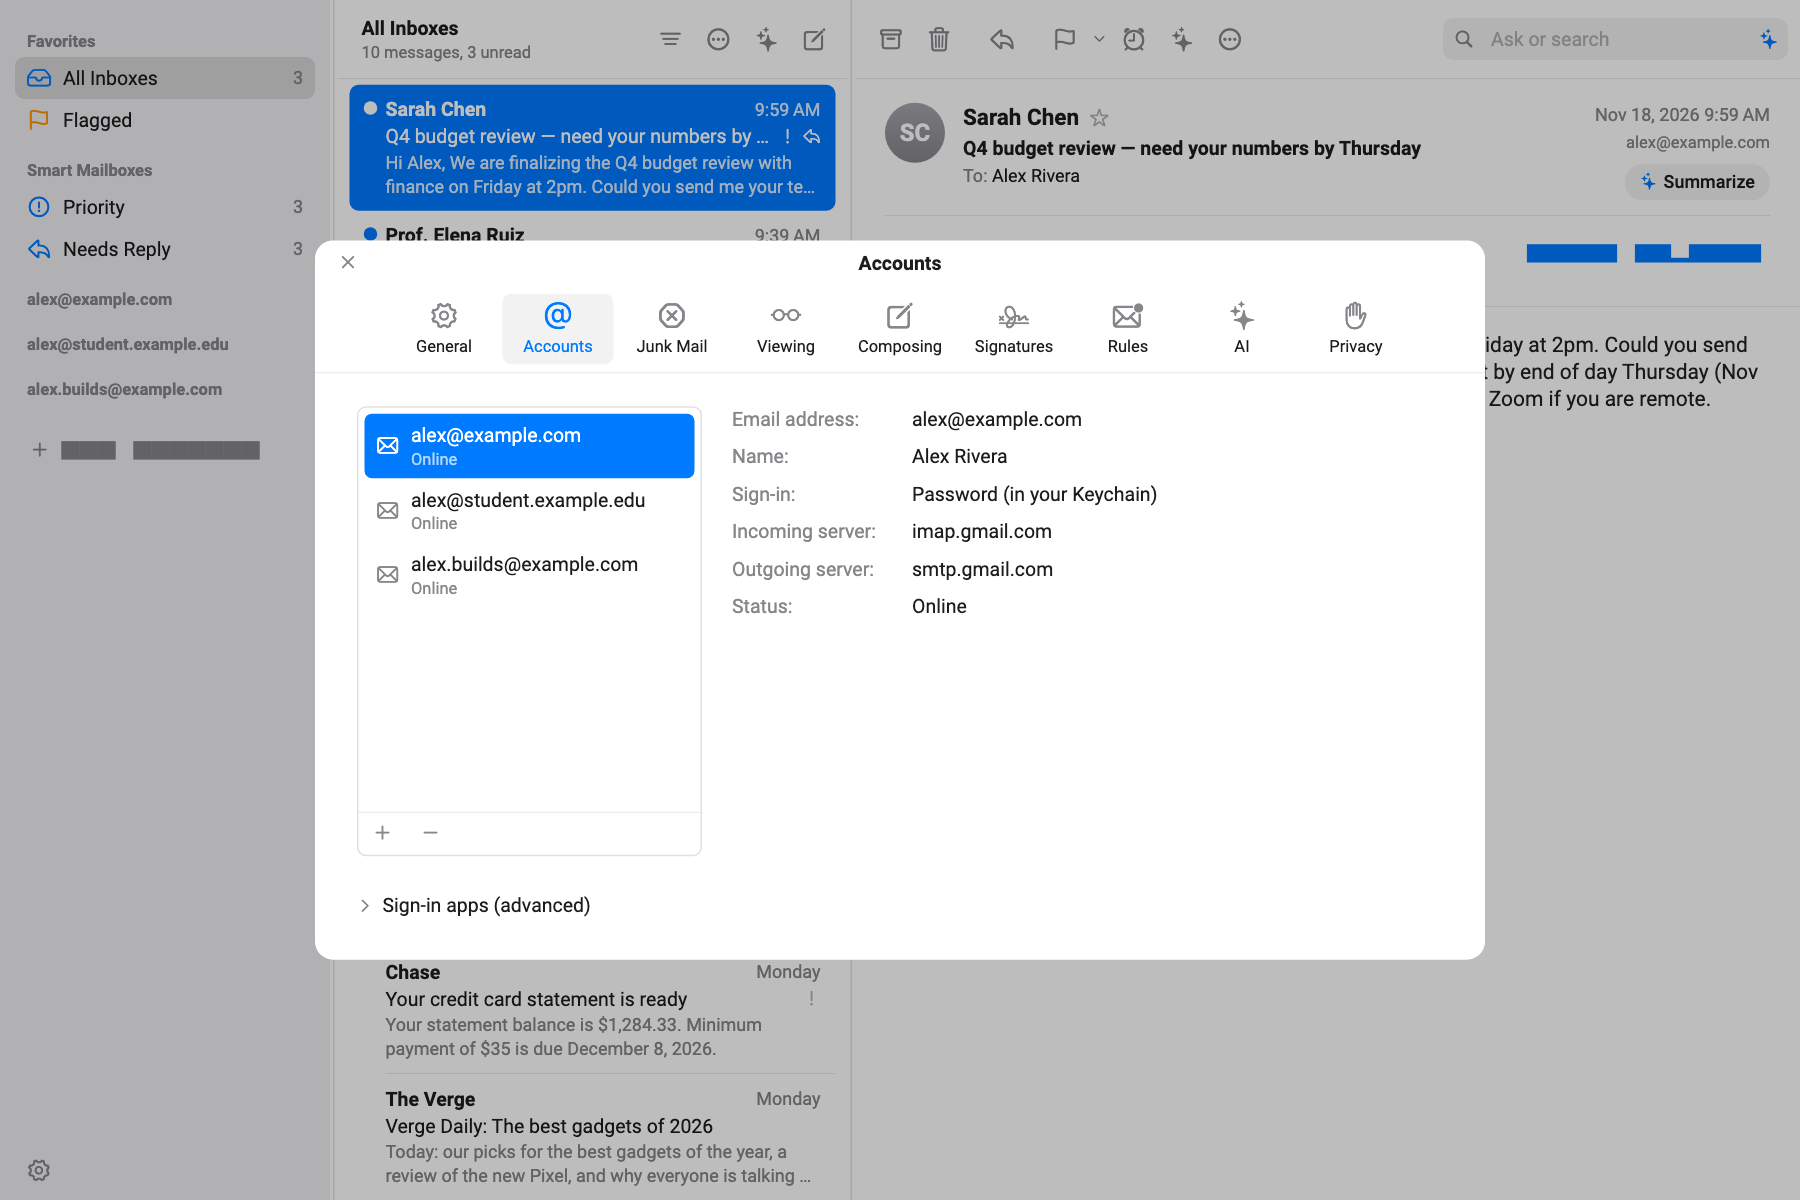 Favorites
All Inboxes 3
Flagged
Smart Mailboxes
Priority 3
Needs Reply 3
alex@example.com
alex@student.example.edu
alex.builds@example.com
All Inboxes
10 messages, 3 unread
Sarah Chen 9:59 AM
Q4 budget review — need your numbers by ... !
Hi Alex, We are finalizing the Q4 budget review with
finance on Friday at 2pm. Could you send me your te...
Prof. Elena Ruiz 9:39 AM
Ask or search
SC
Sarah Chen
Nov 18, 2026 9:59 AM
Q4 budget review — need your numbers by Thursday
alex@example.com
To: Alex Rivera
Summarize
iday at 2pm. Could you send
t by end of day Thursday (Nov
Zoom if you are remote.
Accounts
General
Accounts
Junk Mail
Viewing
Composing
Signatures
Rules
AI
Privacy
alex@example.com
Online
alex@student.example.edu
Online
alex.builds@example.com
Online
Email address: alex@example.com
Name: Alex Rivera
Sign-in: Password (in your Keychain)
Incoming server: imap.gmail.com
Outgoing server: smtp.gmail.com
Status: Online
Sign-in apps (advanced)
Chase Monday
Your credit card statement is ready !
Your statement balance is $1,284.33. Minimum
payment of $35 is due December 8, 2026.
The Verge Monday
Verge Daily: The best gadgets of 2026
Today: our picks for the best gadgets of the year, a
review of the new Pixel, and why everyone is talking ...